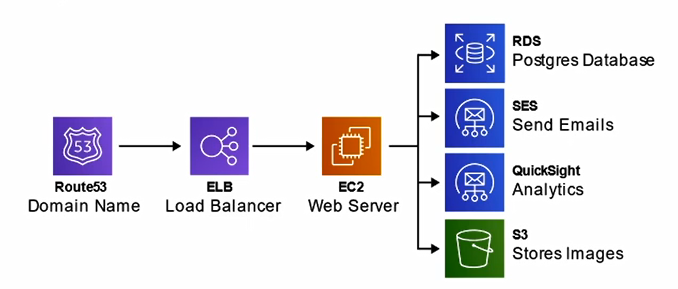 RDS
Postgres Database
SES
Send Emails
53
Route53
Domain Name
ELB
Load Balancer
EC2
Web Server
QuickSight
Analytics
S3
Stores Images